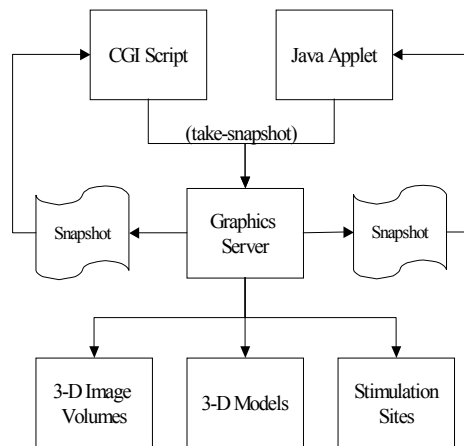 CGI Script
Java Applet
(take-snapshot)
Snapshot
Graphics
Server
Snapshot
3-D Image
Volumes
3-D Models
Stimulation
Sites